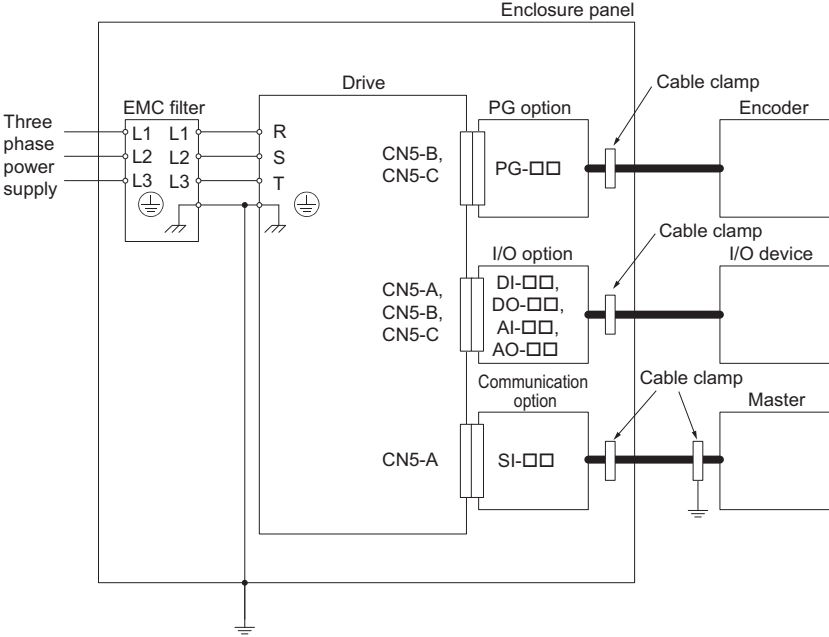 Enclosure panel
Drive
Cable clamp
EMC filter
PG option
Encoder
Three
phase
power
supply
L1 L1
L2 L2
L3 L3
R
S
T
CN5-B,
CN5-C
PG-□□
Cable clamp
I/O option
I/O device
CN5-A,
CN5-B,
CN5-C
DI-□□,
DO-□□,
AI-□□,
AO-□□
Communication
option
Cable clamp
Master
CN5-A
SI-□□